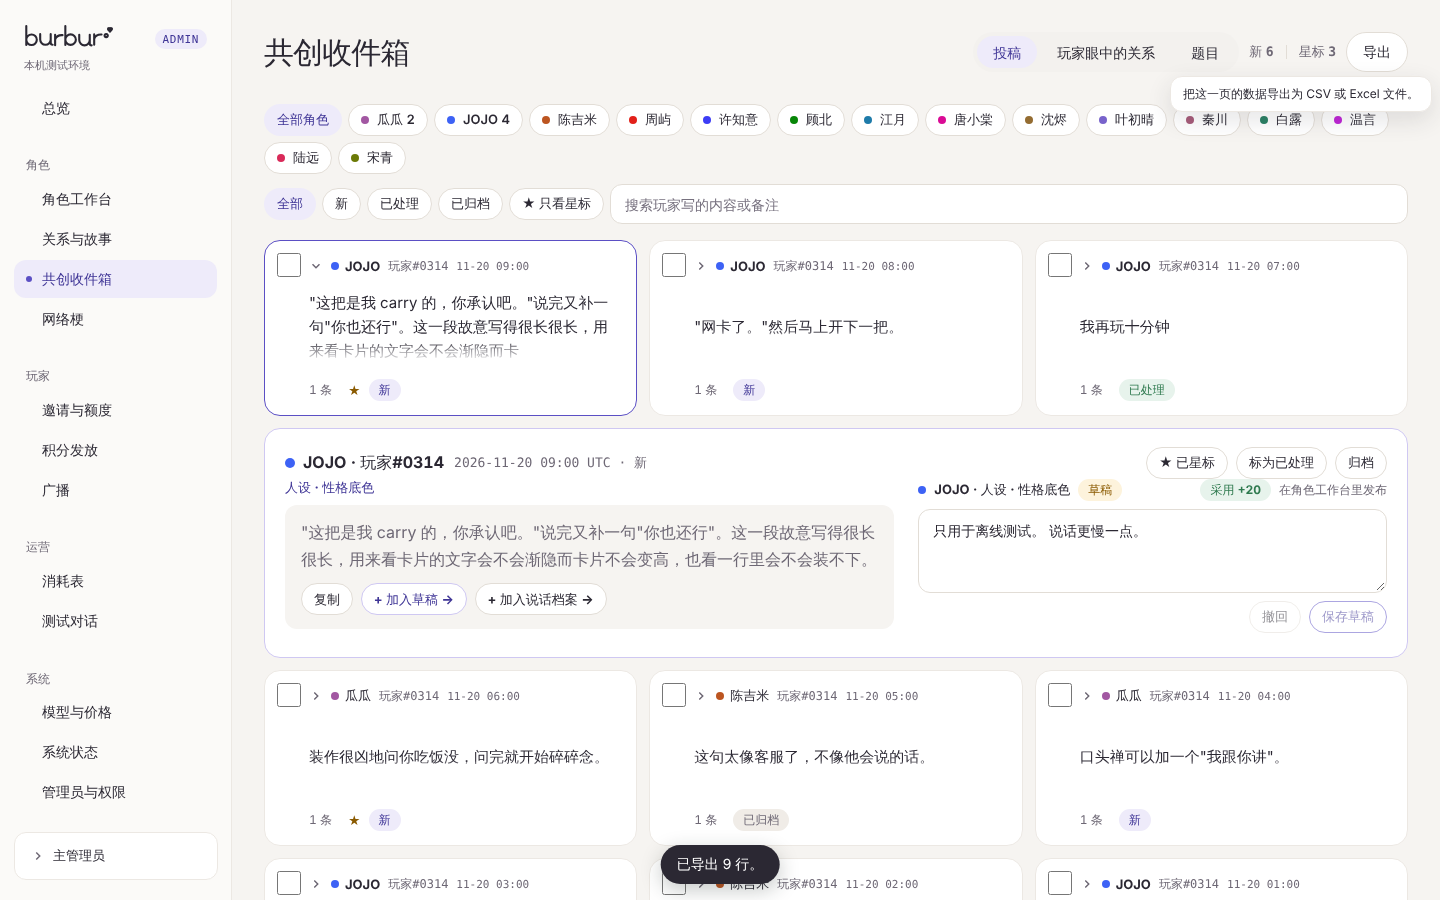 burbur
ADMIN
本机测试环境
总览
角色
角色工作台
关系与故事
共创收件箱
网络梗
玩家
邀请与额度
积分发放
广播
运营
消耗表
测试对话
系统
模型与价格
系统状态
管理员与权限
主管理员
共创收件箱
投稿 玩家眼中的关系 题目 新 6 星标 3 导出
把这一页的数据导出为 CSV 或 Excel 文件。
全部角色 瓜瓜 2 JOJO 4 陈吉米 周屿 许知意 顾北 江月 唐小棠 沈烬 叶初晴 秦川 白露 温言
陆远 宋青
全部 新 已处理 已归档 ★ 只看星标 搜索玩家写的内容或备注
JOJO 玩家#0314 11-20 09:00
"这把是我 carry 的，你承认吧。"说完又补一
句"你也还行"。这一段故意写得很长很长，用
来看卡片的文字会不会渐隐而卡
1 条 ★ 新
JOJO 玩家#0314 11-20 08:00
"网卡了。"然后马上开下一把。
1 条 新
JOJO 玩家#0314 11-20 07:00
我再玩十分钟
1 条 已处理
JOJO · 玩家#0314 2026-11-20 09:00 UTC · 新
★ 已星标 标为已处理 归档
人设 · 性格底色
"这把是我 carry 的，你承认吧。"说完又补一句"你也还行"。这一段故意写得很长
很长，用来看卡片的文字会不会渐隐而卡片不会变高，也看一行里会不会装不下。
复制 + 加入草稿 → + 加入说话档案 →
JOJO · 人设 · 性格底色 草稿 采用 +20 在角色工作台里发布
只用于离线测试。 说话更慢一点。
撤回 保存草稿
瓜瓜 玩家#0314 11-20 06:00
装作很凶地问你吃饭没，问完就开始碎碎念。
1 条 ★ 新
陈吉米 玩家#0314 11-20 05:00
这句太像客服了，不像他会说的话。
1 条 已归档
瓜瓜 玩家#0314 11-20 04:00
口头禅可以加一个"我跟你讲"。
1 条 新
已导出 9 行。
JOJO 玩家#0314 11-20 03:00
陈吉米 玩家#0314 11-20 02:00
JOJO 玩家#0314 11-20 01:00